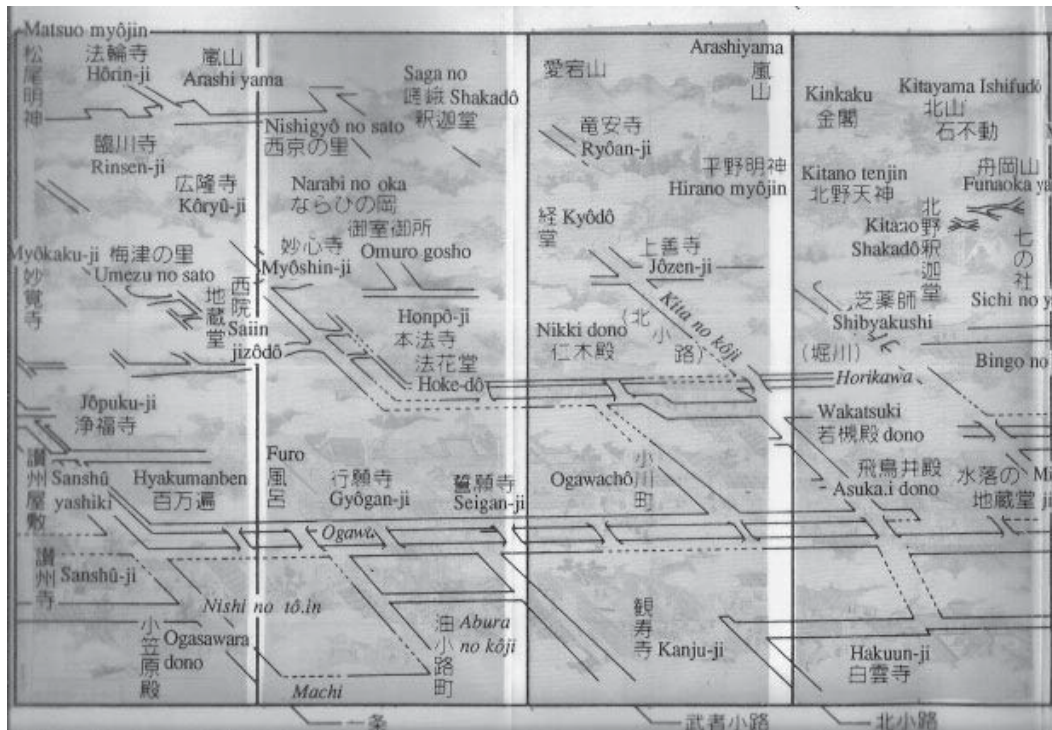 Matsuo myôjin
松尾明神
法輪寺
Hôrin-ji
嵐山
Arashi yama
Saga no
嵯峨 Shakadô
釈迦堂
Nishigyô no sato
西京の里
臨川寺
Rinsen-ji
広隆寺
Kôryû-ji
Narabi no oka
ならひの岡
御室御所
Omuro gosho
妙心寺
Myôshin-ji
Myôkaku-ji
妙覚寺
梅津の里
Umezu no sato
西院
地蔵堂
Saiin
jizôdô
Honpô-ji
本法寺
法花堂
Hoke-dô
Jôpuku-ji
浄福寺
讃州屋敷
Sanshû
yashiki
Hyakumanben
百万遍
Furo
風呂
行願寺
Gyôgan-ji
誓願寺
Seigan-ji
Ogawa
讃州寺
Sanshû-ji
Nishi no tô.in
小笠原殿
Ogasawara
dono
Machi
油小路町
Abura
no kôji
一条
愛宕山
Arashiyama
嵐山
竜安寺
Ryôan-ji
平野明神
Hirano myôjin
経堂
Kyôdô
上善寺
Jôzen-ji
Kita no kôji
(北小路)
Nikki dono
仁木殿
Ogawachô
小川町
観寿寺
Kanju-ji
武者小路
Kinkaku
金閣
Kitayama Ishifudô
北山
石不動
舟岡山
Funaoka ya
Kitano tenjin
北野天神
Kitano
Shakadô
北野釈迦堂
七の社
Sichi no y
芝薬師
Shibyakushi
(堀川)
Horikawa
Bingo no
Wakatsuki
若槻殿 dono
飛鳥井殿
Asuka.i dono
水落の
地蔵堂
Hakuun-ji
白雲寺
北小路